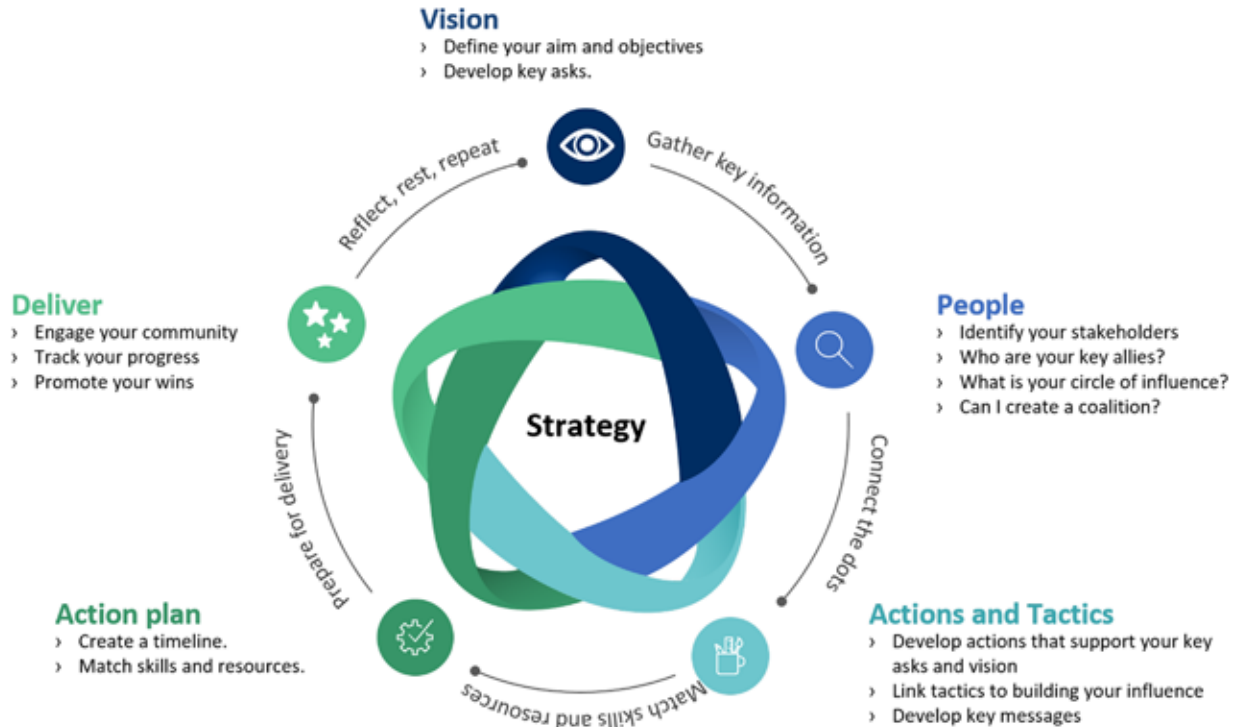 Vision
› Define your aim and objectives
› Develop key asks.
Gather key information
People
› Identify your stakeholders
› Who are your key allies?
› What is your circle of influence?
› Can I create a coalition?
Connect the dots
Actions and Tactics
› Develop actions that support your key
asks and vision
› Link tactics to building your influence
› Develop key messages
Match skills and resources
Action plan
› Create a timeline.
› Match skills and resources.
Prepare for delivery
Deliver
› Engage your community
› Track your progress
› Promote your wins
Reflect, rest, repeat
Strategy